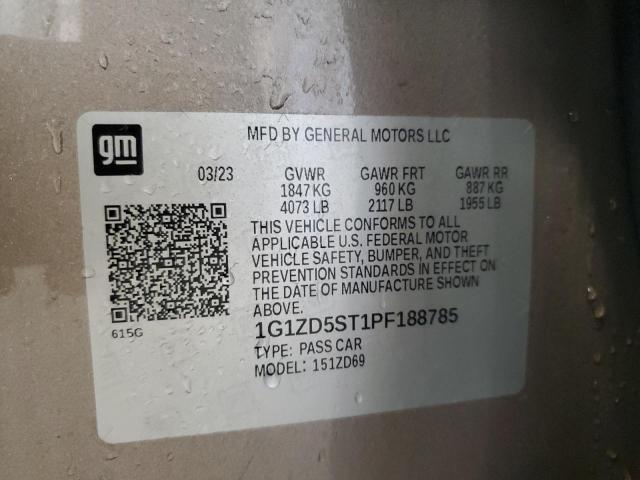 gm
MFD BY GENERAL MOTORS LLC
03/23 GVWR GAWR FRT GAWR RR
1847 KG 960 KG 887 KG
4073 LB 2117 LB 1955 LB
THIS VEHICLE CONFORMS TO ALL
APPLICABLE U.S. FEDERAL MOTOR
VEHICLE SAFETY, BUMPER, AND THEFT
PREVENTION STANDARDS IN EFFECT ON
THE DATE OF MANUFACTURE SHOWN
ABOVE.
615G
1G1ZD5ST1PF188785
TYPE: PASS CAR
MODEL: 151ZD69